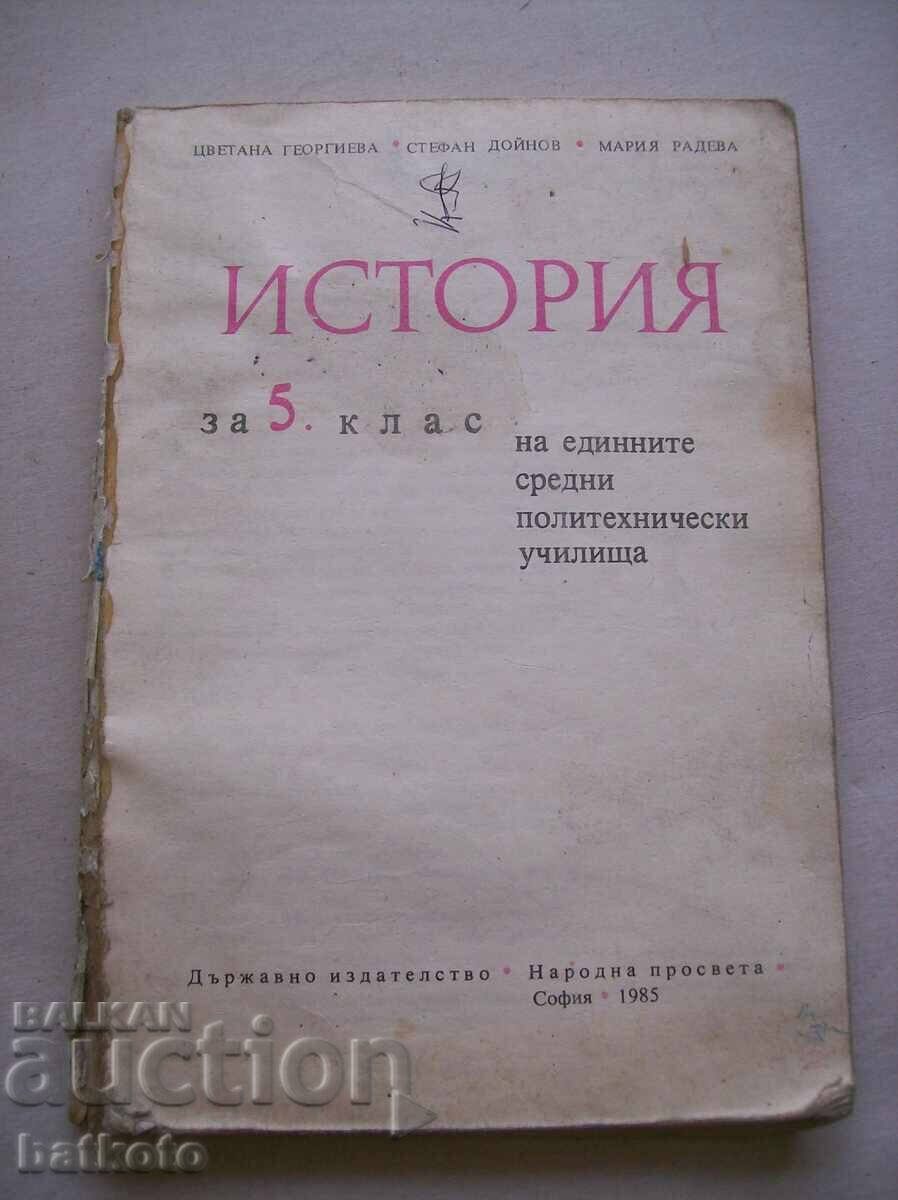 ЦВЕТАНА ГЕОРГИЕВА • СТЕФАН ДОЙНОВ • МАРИЯ РАДЕВА
ИСТОРИЯ
за 5. клас
на единните
средни
политехнически
училища
Държавно издателство • Народна просвета •
София • 1985
BALKAN
auction
batkoto